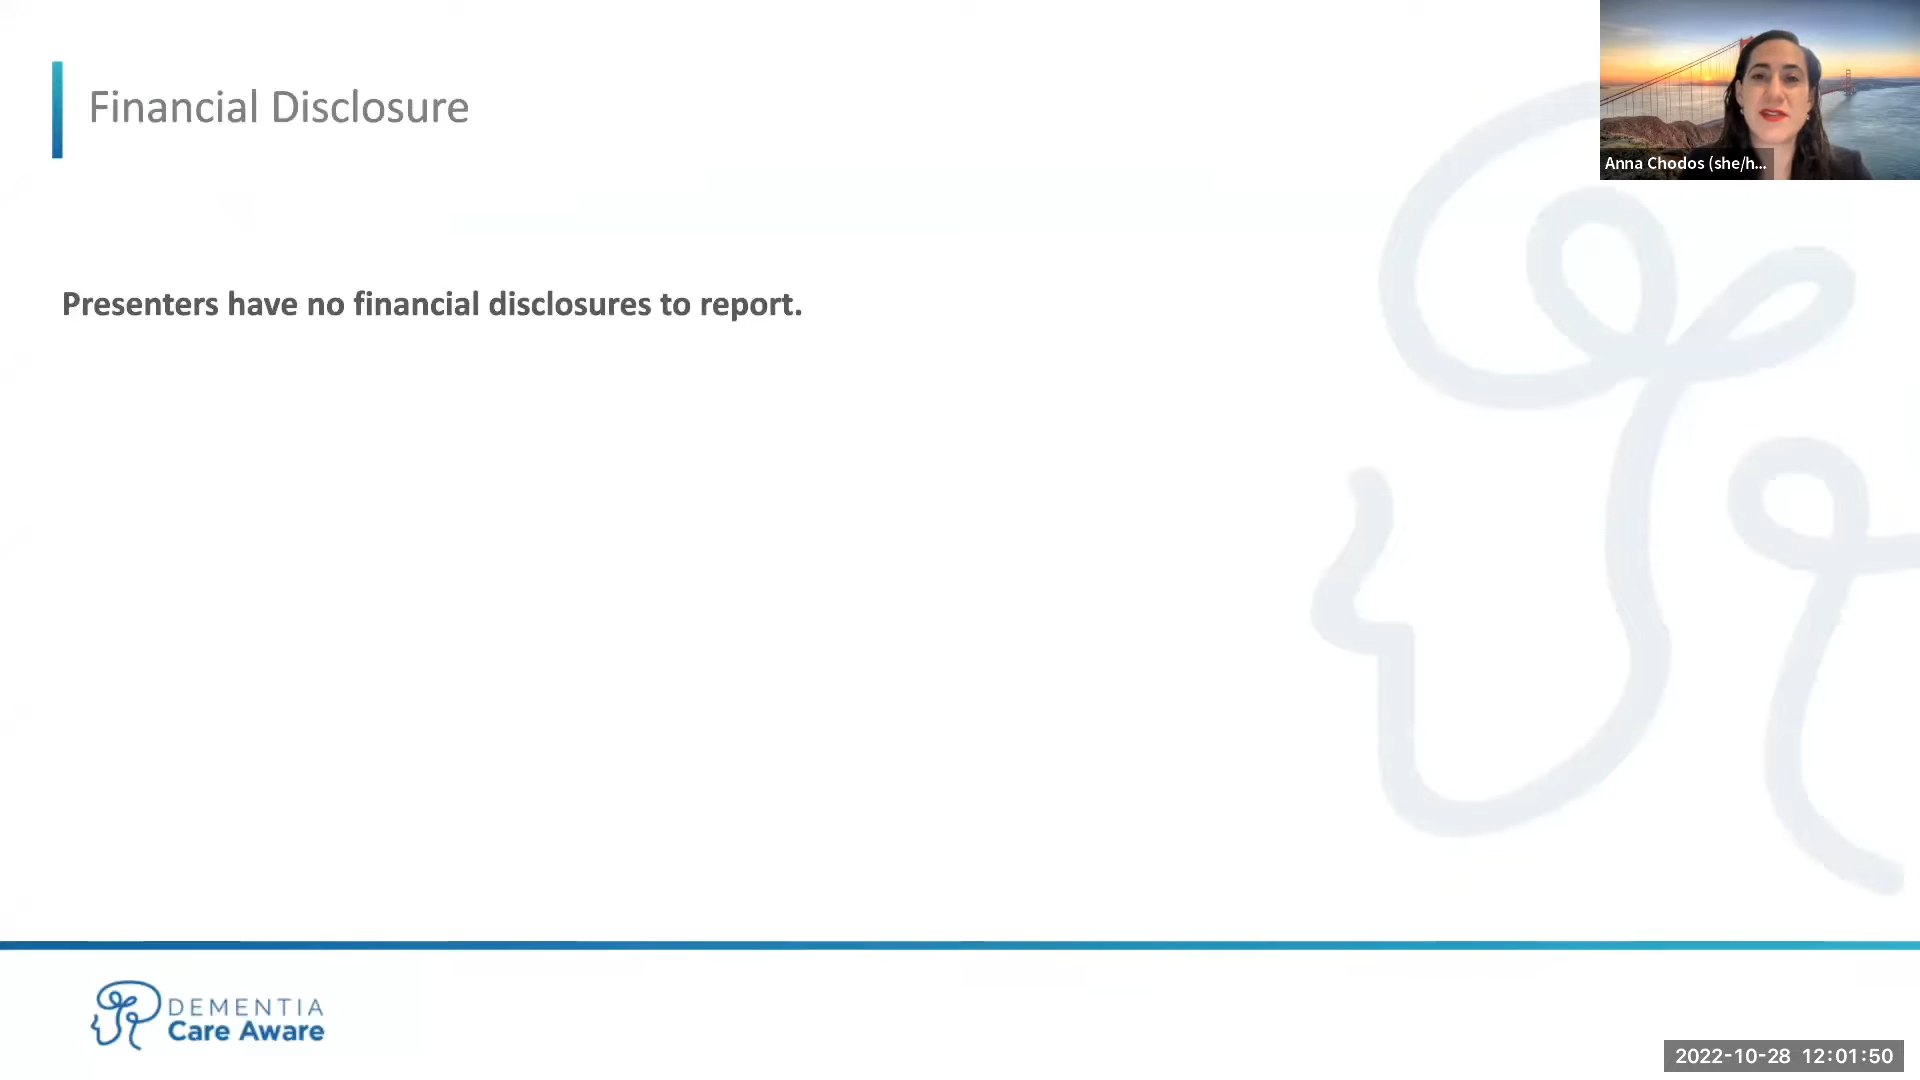 Financial Disclosure
Anna Chodos (she/h...
Presenters have no financial disclosures to report.
DEMENTIA
Care Aware
2022-10-28 12:01:50